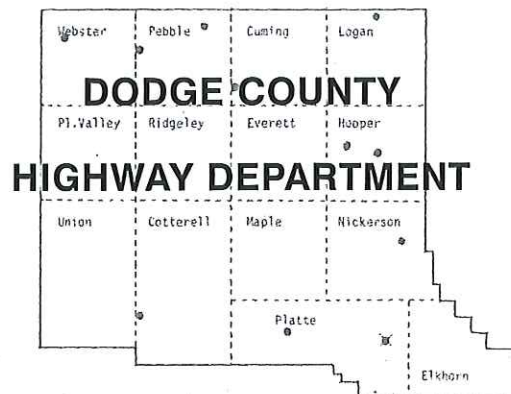 Webster Pebble Cuming Logan
DODGE COUNTY
Pl.Valley Ridgeley Everett Hooper
HIGHWAY DEPARTMENT
Union Cotterell Maple Nickerson
Platte
Elkhorn